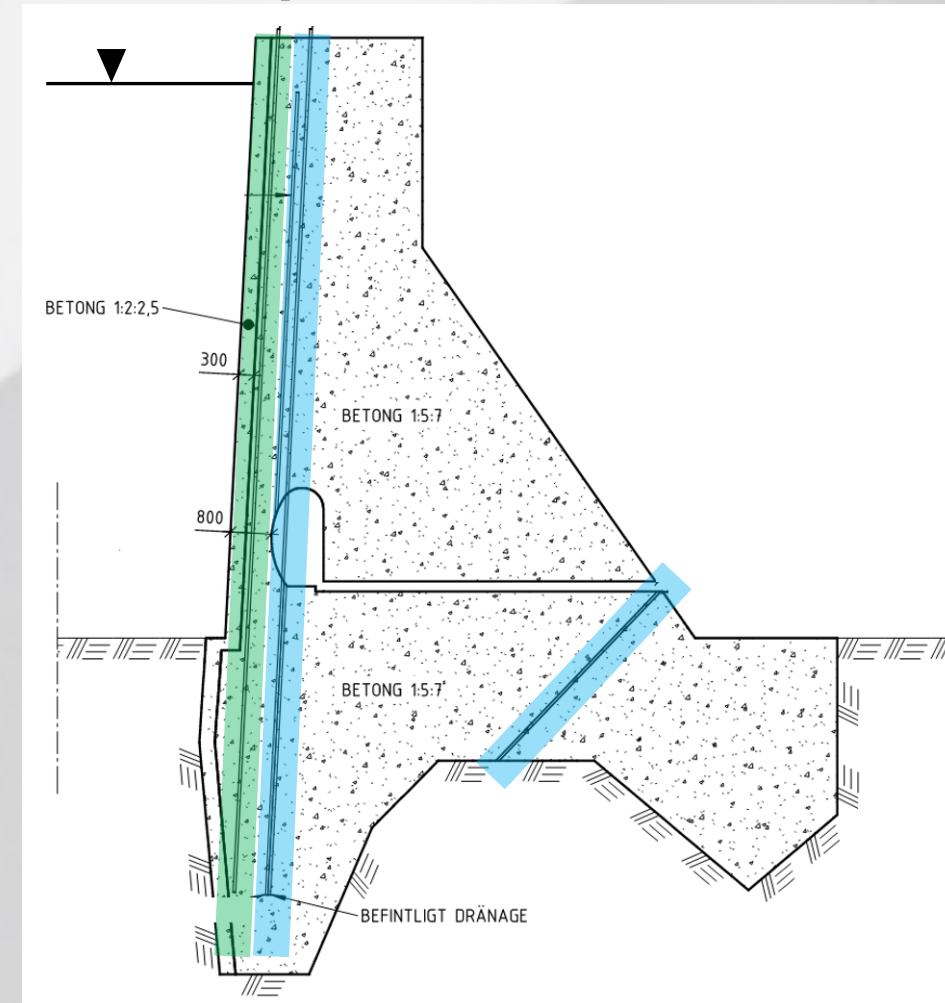 BETONG 1:2:2,5
300
BETONG 1:5:7
800
BETONG 1:5:7
BEFINTLIGT DRÄNAGE